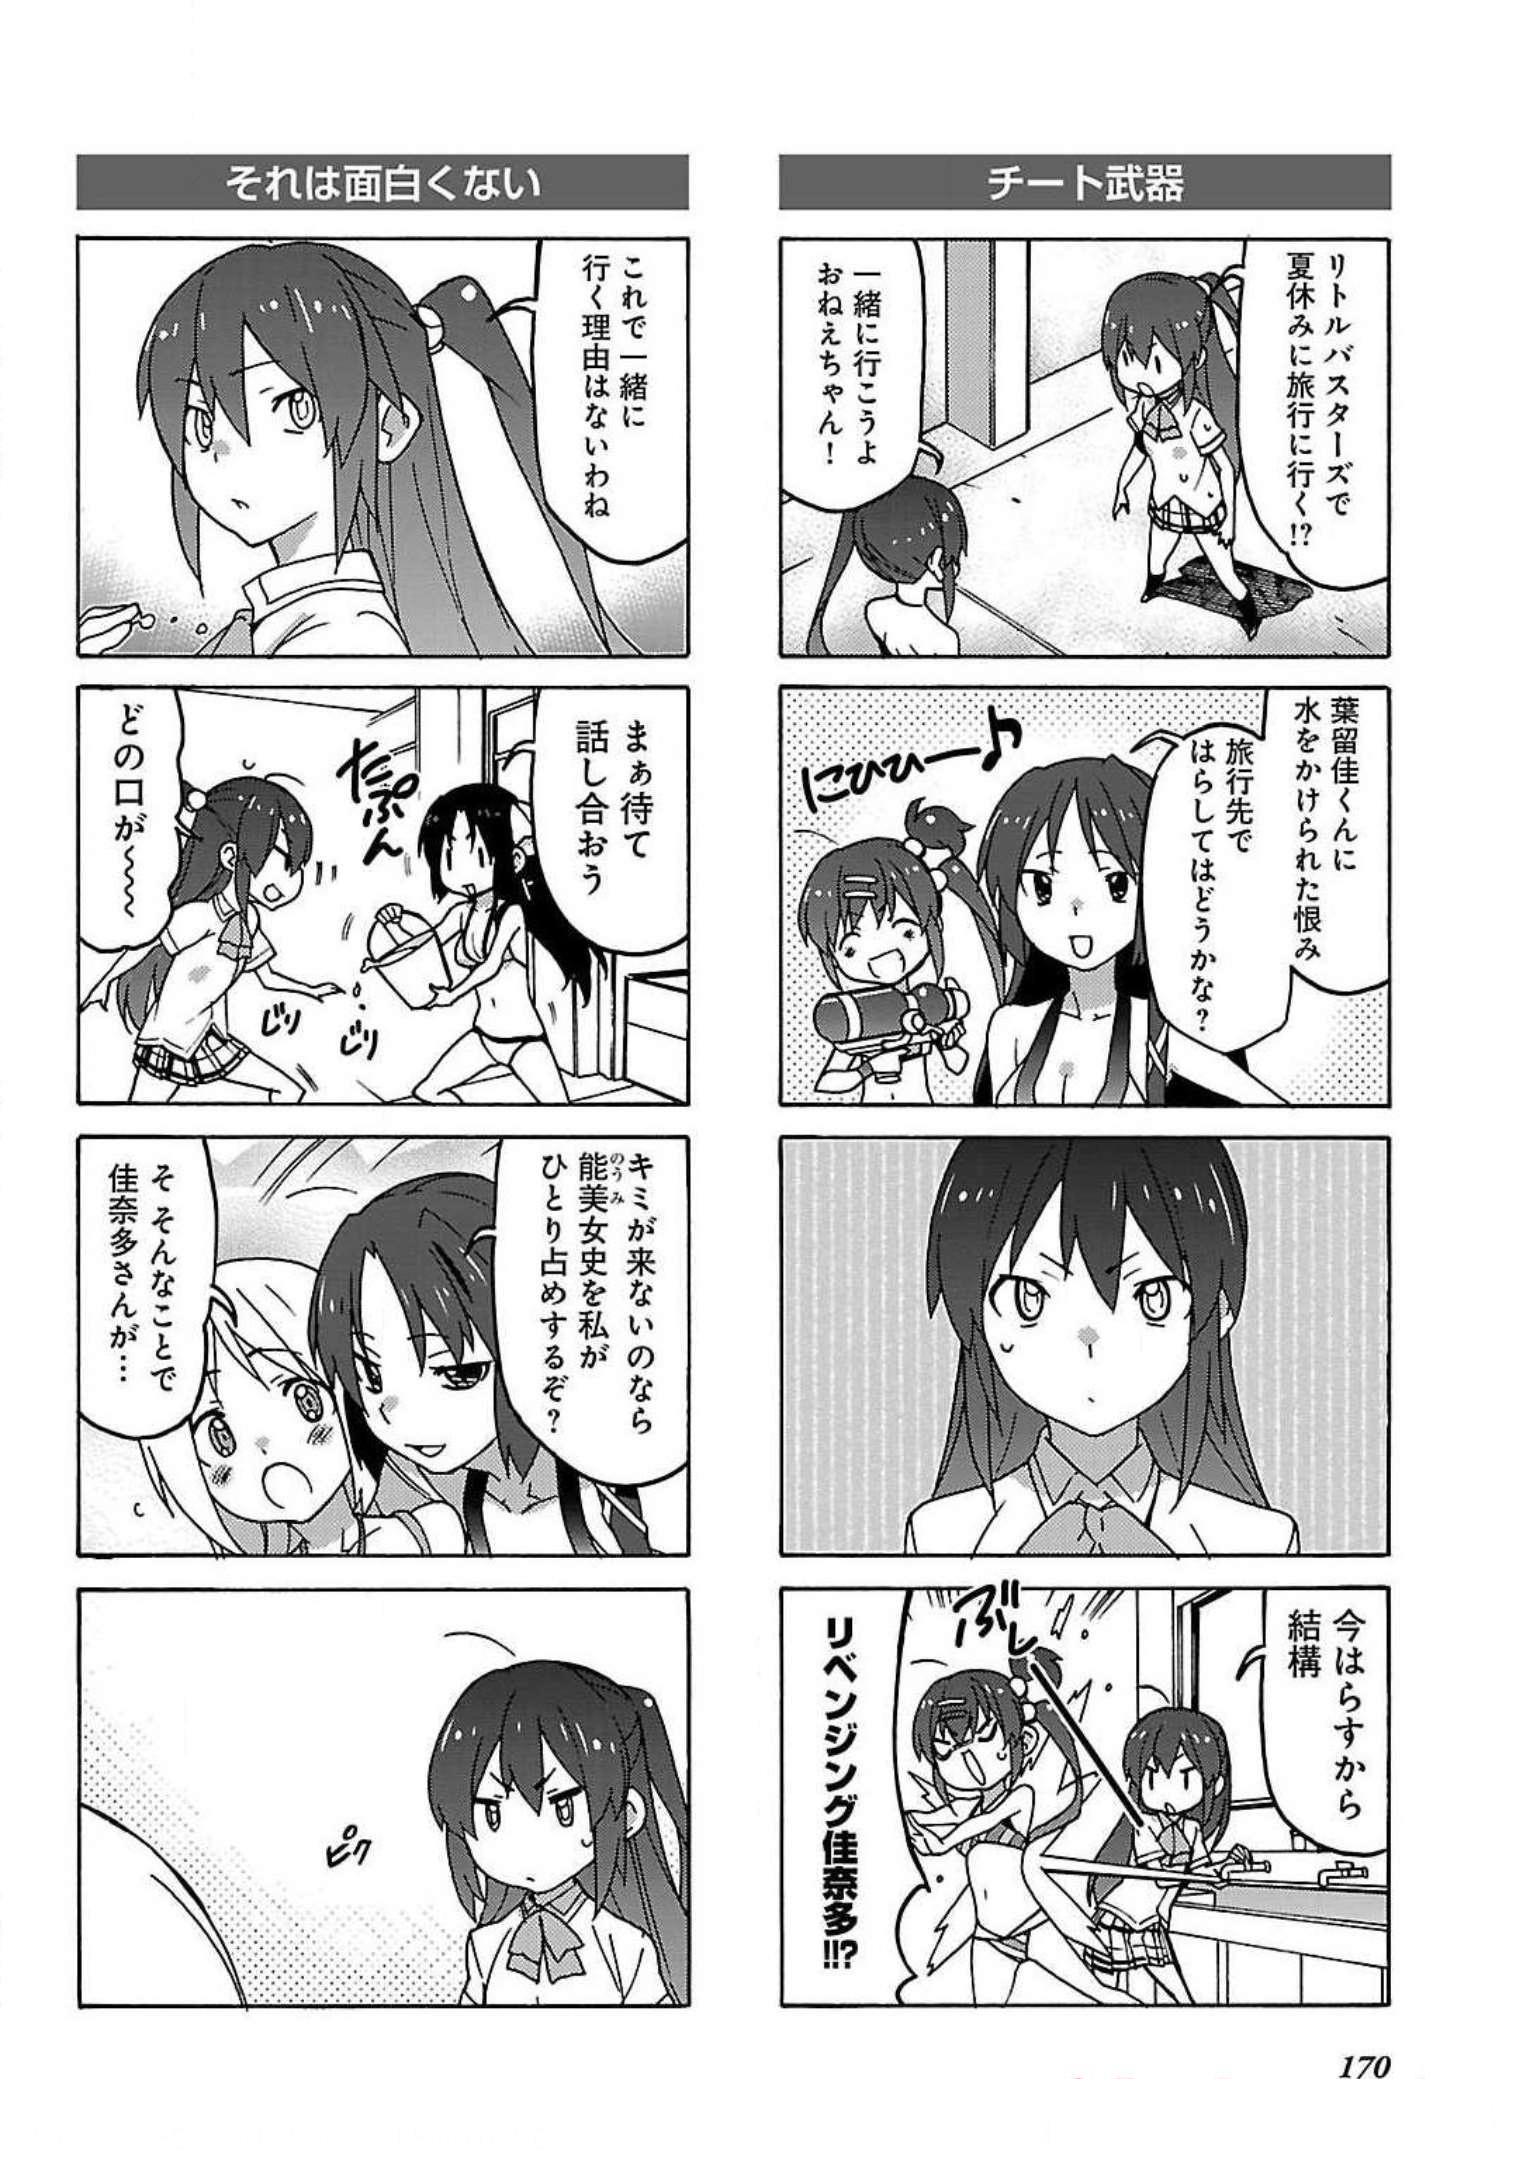 チート武器
リトルバスターズで
夏休みに旅行に行く!?
一緒に行こうよ
おねえちゃん!
葉留佳くんに
水をかけられた恨み
旅行先で
はらしてはどうかな?
にひひー♪
今はらすから
結構
ぶし
リベンジング佳奈多!!?
それは面白くない
これで一緒に
行く理由はないわね
まぁ待て
話し合おう
たぷん
どの口が〜〜〜
じり
じり
キミが来ないのなら
能美女史を私が
のうみ
ひとり占めするぞ?
そ そんなことで
佳奈多さんが…
ピク
170